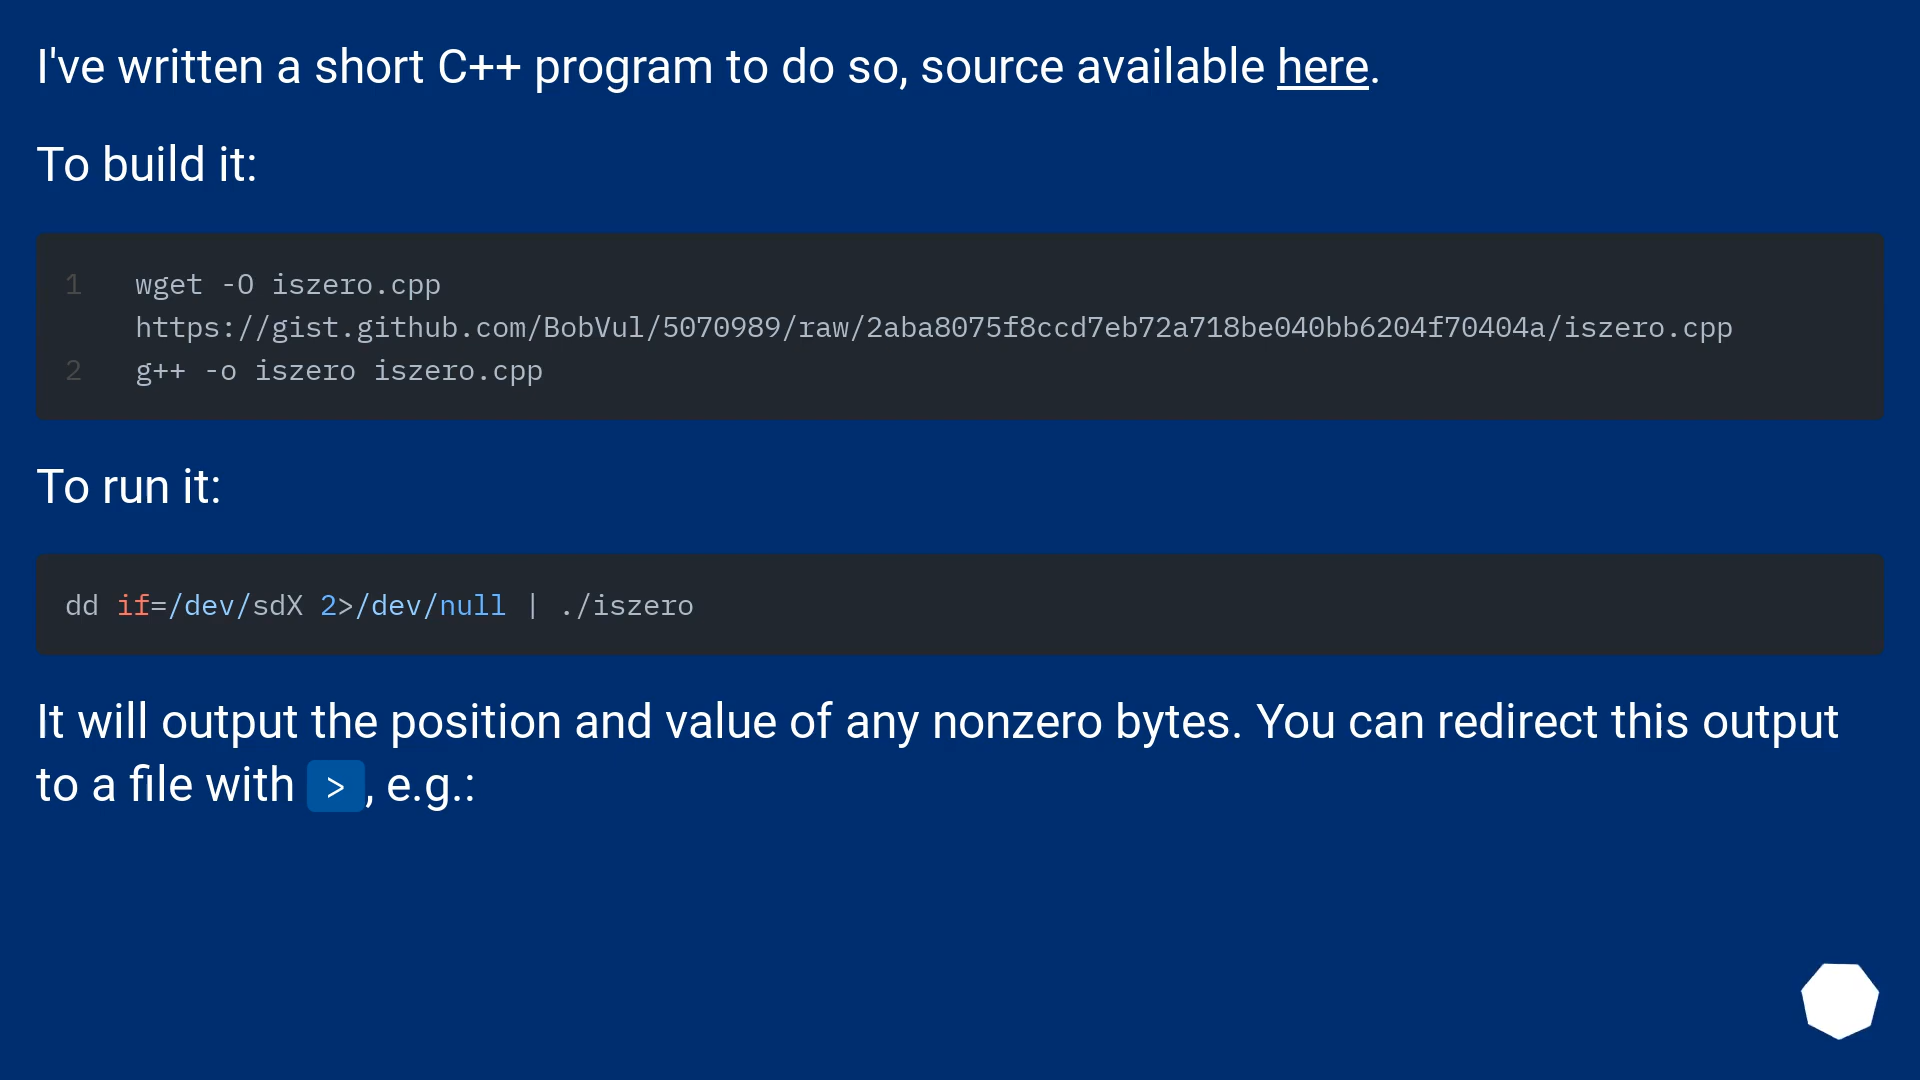 I've written a short C++ program to do so, source available here.
To build it:
1 wget -O iszero.cpp
https://gist.github.com/BobVul/5070989/raw/2aba8075f8ccd7eb72a718be040bb6204f70404a/iszero.cpp
2 g++ -o iszero iszero.cpp
To run it:
dd if=/dev/sdX 2>/dev/null | ./iszero
It will output the position and value of any nonzero bytes. You can redirect this output
to a file with >, e.g.: